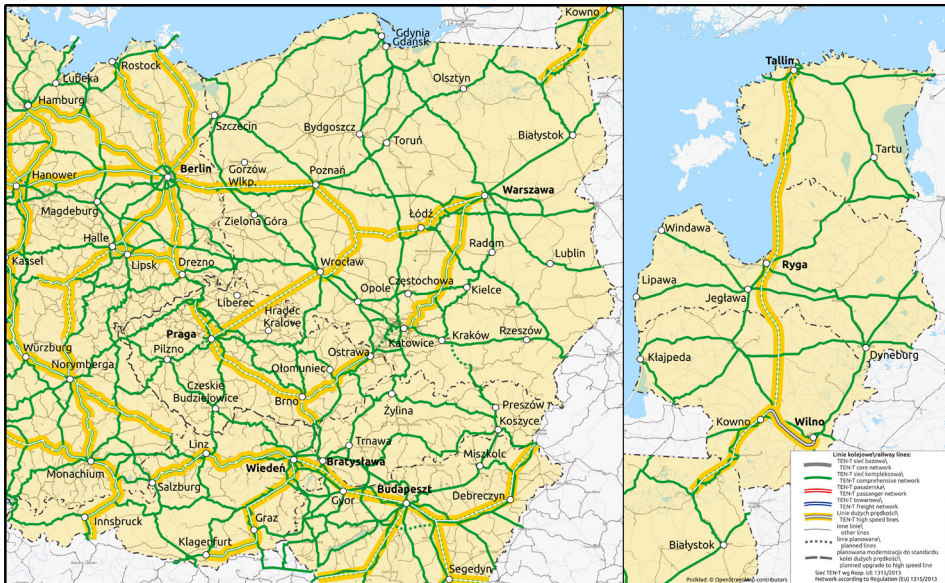 Kowno
Gdynia
Gdańsk
Rostock
Lubeka
Hamburg
Olsztyn
Szczecin
Bydgoszcz
Toruń
Białystok
Berlin
Gorzów
Wlkp.
Poznań
Hanower
Warszawa
Magdeburg
Zielona Góra
Łódź
Halle
Radom
Kassel
Lipsk
Drezno
Wrocław
Lublin
Opole
Częstochowa
Kielce
Liberec
Hradec
Kralove
Praga
Pilzno
Katowice
Kraków
Rzeszów
Würzburg
Ostrawa
Norymberga
Ołomuniec
Czeskie
Budziejowice
Brno
Żylina
Preszów
Koszyce
Linz
Trnawa
Monachium
Wiedeń
Bratysława
Miszkolc
Salzburg
Gyor
Budapeszt
Debreczyn
Innsbruck
Graz
Klagenfurt
Segedyn
Podkład: © OpenStreetMap contributors
Tallin
Tartu
Windawa
Ryga
Lipawa
Jegława
Kłajpeda
Dyneburg
Kowno
Wilno
Białystok
Linie kolejowe\railway lines:
TEN-T sieć bazowa\
TEN-T core network
TEN-T sieć kompleksowa\
TEN-T comprehensive network
TEN-T pasażerska\
TEN-T passanger network
TEN-T towarowa\
TEN-T freight network
Linie dużych prędkości\
TEN-T high speed lines
inne linie\
other lines
linie planowane\
planned lines
planowana modernizacja do standardu
kolei dużych prędkości\
planned upgrade to high speed line
Sieć TEN-T wg Rozp. UE 1315/2013
Network according to Regulation (EU) 1315/2013